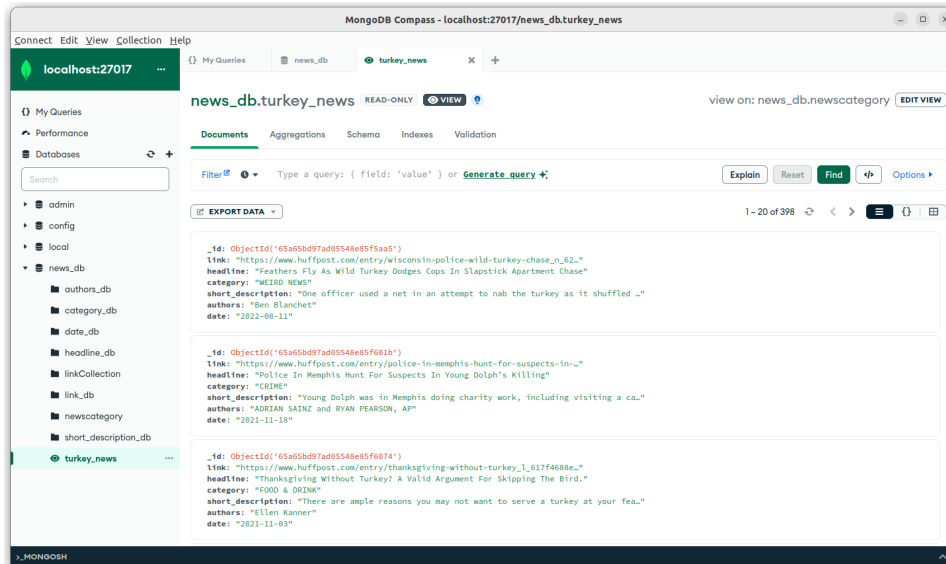 MongoDB Compass - localhost:27017/news_db.turkey_news
Connect Edit View Collection Help
localhost:27017 ...
{} My Queries
news_db
turkey_news
My Queries
Performance
Databases
Search
admin
config
local
news_db
authors_db
category_db
date_db
headline_db
linkCollection
link_db
newscategory
short_description_db
turkey_news ...
news_db.turkey_news READ-ONLY VIEW
view on: news_db.newscategory EDIT VIEW
Documents Aggregations Schema Indexes Validation
Filter Type a query: { field: 'value' } or Generate query
Explain Reset Find </> Options
EXPORT DATA
1 – 20 of 398
{}
_id: ObjectId('65a65bd97ad05548e85f5aa5')
link: "https://www.huffpost.com/entry/wisconsin-police-wild-turkey-chase_n_62…"
headline: "Feathers Fly As Wild Turkey Dodges Cops In Slapstick Apartment Chase"
category: "WEIRD NEWS"
short_description: "One officer used a net in an attempt to nab the turkey as it shuffled …"
authors: "Ben Blanchet"
date: "2022-08-11"
_id: ObjectId('65a65bd97ad05548e85f601b')
link: "https://www.huffpost.com/entry/police-in-memphis-hunt-for-suspects-in-…"
headline: "Police In Memphis Hunt For Suspects In Young Dolph's Killing"
category: "CRIME"
short_description: "Young Dolph was in Memphis doing charity work, including visiting a ca…"
authors: "ADRIAN SAINZ and RYAN PEARSON, AP"
date: "2021-11-18"
_id: ObjectId('65a65bd97ad05548e85f6074')
link: "https://www.huffpost.com/entry/thanksgiving-without-turkey_l_617f4688e…"
headline: "Thanksgiving Without Turkey? A Valid Argument For Skipping The Bird."
category: "FOOD & DRINK"
short_description: "There are ample reasons you may not want to serve a turkey at your fea…"
authors: "Ellen Kanner"
date: "2021-11-03"
>_MONGOSH